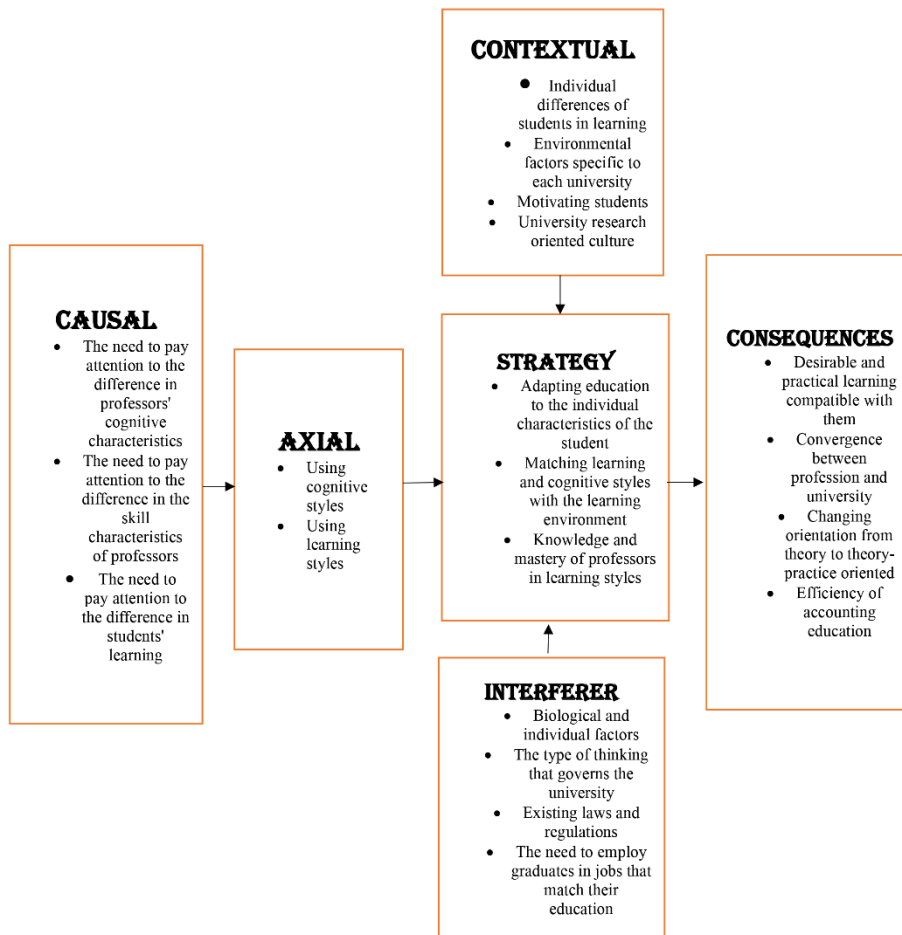 CONTEXTUAL
• Individual
differences of
students in learning
• Environmental
factors specific to
each university
• Motivating students
• University research
oriented culture
CAUSAL
• The need to pay
attention to the
difference in
professors'
cognitive
characteristics
• The need to pay
attention to the
difference in the
skill
characteristics
of professors
• The need to
pay attention to
the difference in
students'
learning
AXIAL
• Using
cognitive
styles
• Using
learning
styles
STRATEGY
• Adapting education
to the individual
characteristics of the
student
• Matching learning
and cognitive styles
with the learning
environment
• Knowledge and
mastery of professors
in learning styles
CONSEQUENCES
• Desirable and
practical learning
compatible with
them
• Convergence
between
profession and
university
• Changing
orientation from
theory to theory-
practice oriented
• Efficiency of
accounting
education
INTERFERER
• Biological and
individual factors
• The type of thinking
that governs the
university
• Existing laws and
regulations
• The need to employ
graduates in jobs that
match their
education